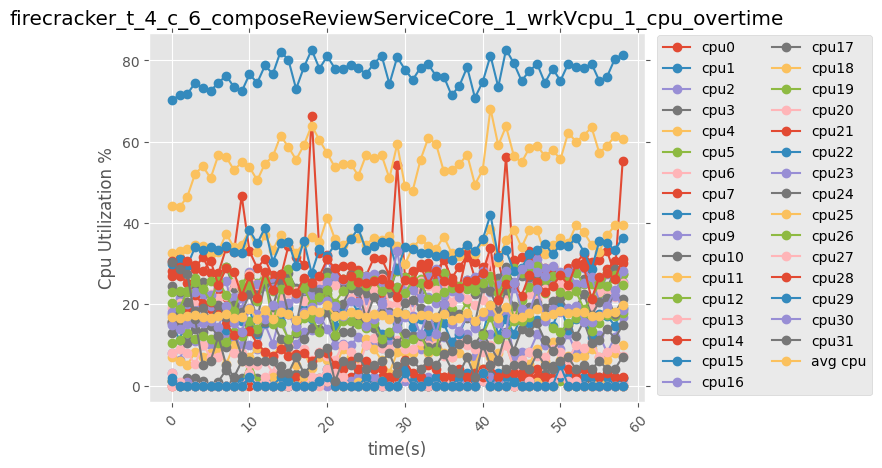 firecracker_t_4_c_6_composeReviewServiceCore_1_wrkVcpu_1_cpu_overtime
Cpu Utilization %
80
60
40
20
0
0
10
20
30
40
50
60
time(s)
cpu0
cpu1
cpu2
cpu3
cpu4
cpu5
cpu6
cpu7
cpu8
cpu9
cpu10
cpu11
cpu12
cpu13
cpu14
cpu15
cpu16
cpu17
cpu18
cpu19
cpu20
cpu21
cpu22
cpu23
cpu24
cpu25
cpu26
cpu27
cpu28
cpu29
cpu30
cpu31
avg cpu